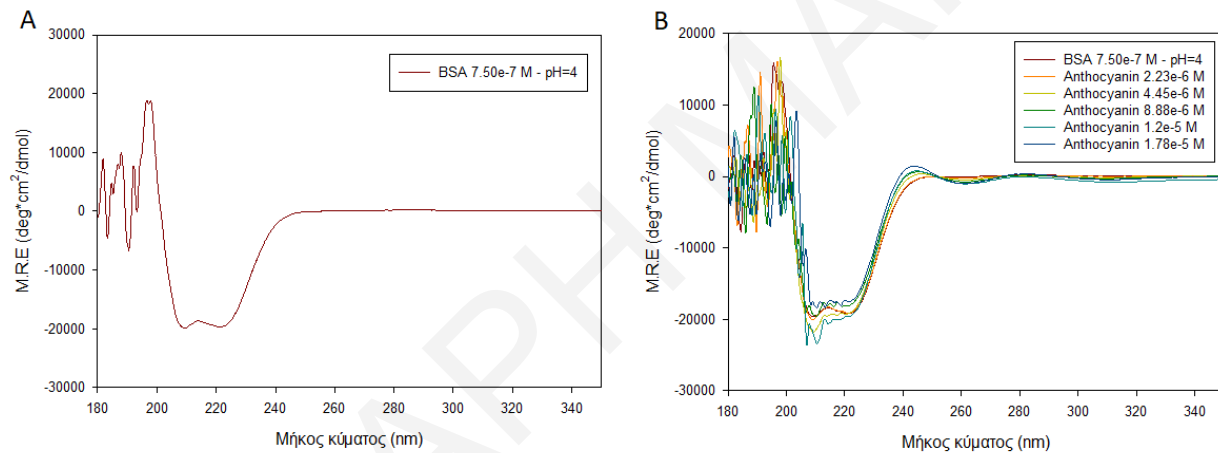 A
M.R.E (deg*cm²/dmol)
30000
20000
10000
0
-10000
-20000
-30000
BSA 7.50e-7 M - pH=4
180 200 220 240 260 280 300 320 340
Μήκος κύματος (nm)
B
M.R.E (deg*cm²/dmol)
20000
10000
0
-10000
-20000
-30000
BSA 7.50e-7 M - pH=4
Anthocyanin 2.23e-6 M
Anthocyanin 4.45e-6 M
Anthocyanin 8.88e-6 M
Anthocyanin 1.2e-5 M
Anthocyanin 1.78e-5 M
180 200 220 240 260 280 300 320 340
Μήκος κύματος (nm)